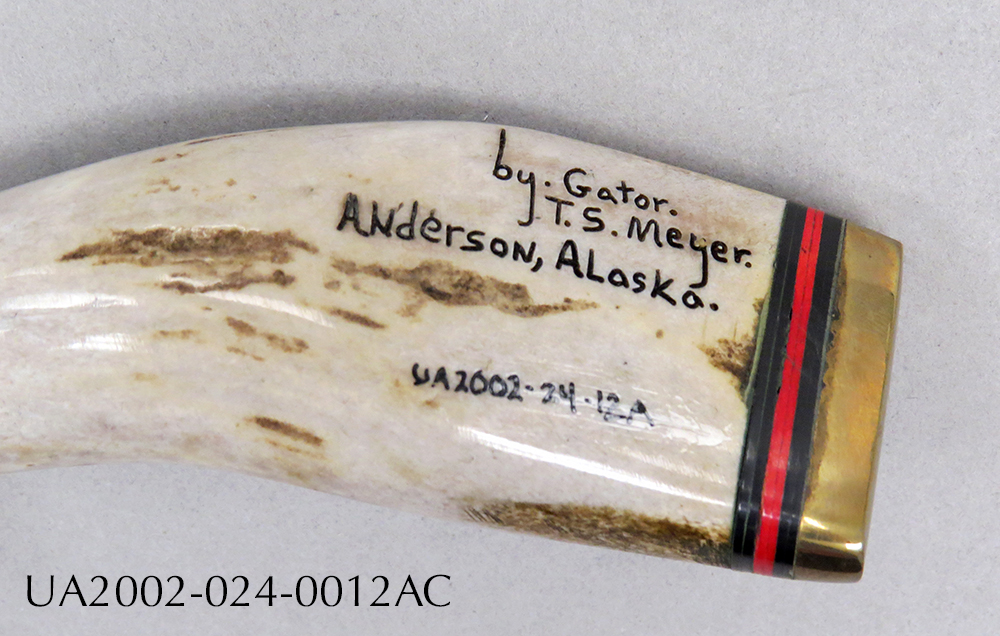 by. Gator.
T. S. Meyer.
ANderson, ALaska.
UA2002-24-12A
UA2002-024-0012AC